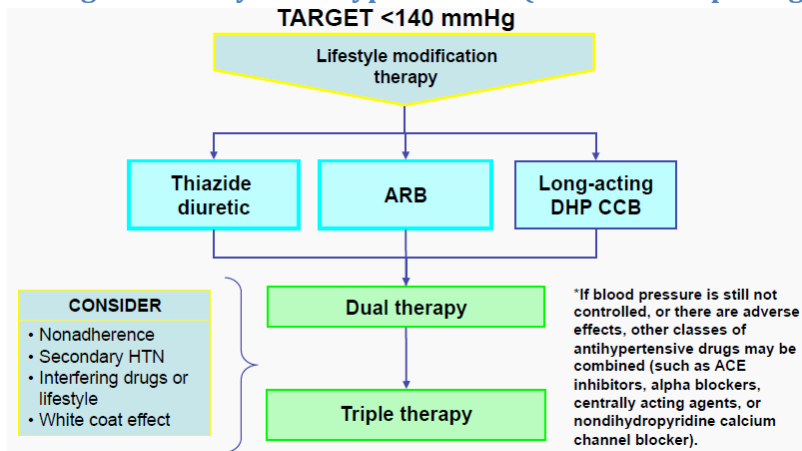 TARGET <140 mmHg
Lifestyle modification
therapy
Thiazide
diuretic
ARB
Long-acting
DHP CCB
Dual therapy
CONSIDER
• Nonadherence
• Secondary HTN
• Interfering drugs or
lifestyle
• White coat effect
Triple therapy
*If blood pressure is still not
controlled, or there are adverse
effects, other classes of
antihypertensive drugs may be
combined (such as ACE
inhibitors, alpha blockers,
centrally acting agents, or
nondihydropyridine calcium
channel blocker).